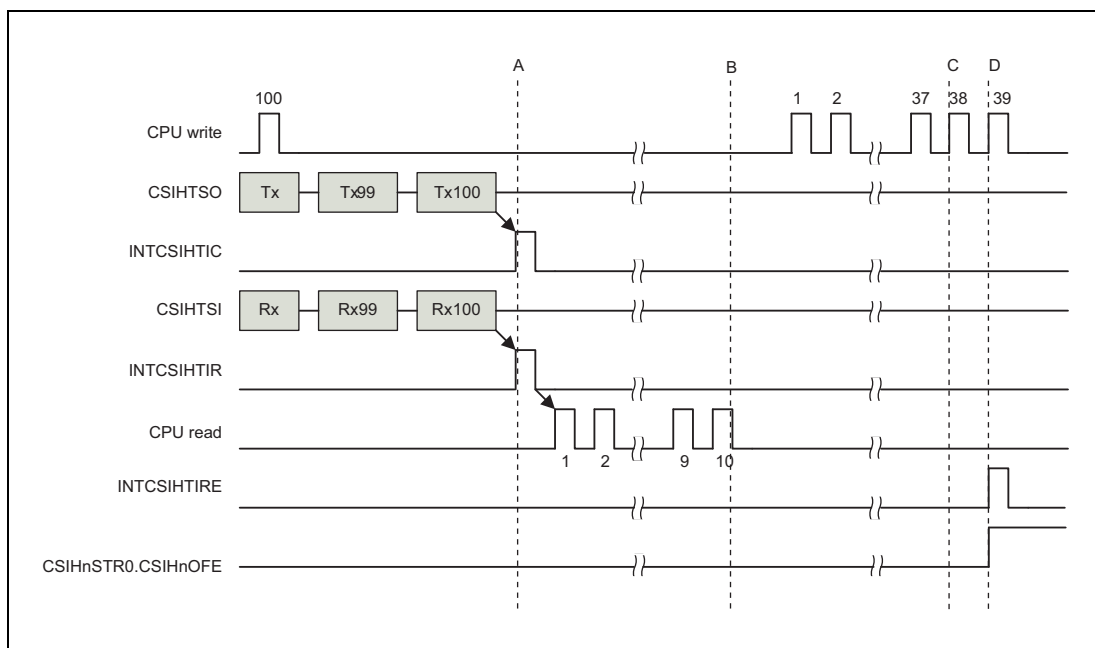 A
B
C
D
100
1
2
37
38
39
CPU write
CSIHTSO
Tx
Tx99
Tx100
INTCSIHTIC
CSIHTSI
Rx
Rx99
Rx100
INTCSIHTIR
CPU read
1
2
9
10
INTCSIHTIRE
CSIHnSTR0.CSIHnOFE